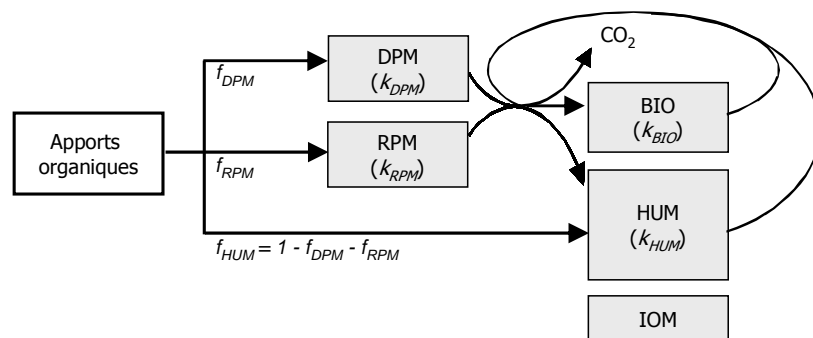 CO2
DPM
(kDPM)
fDPM
BIO
(kBIO)
RPM
(kRPM)
Apports
organiques
fRPM
HUM
(kHUM)
fHUM = 1 - fDPM - fRPM
IOM